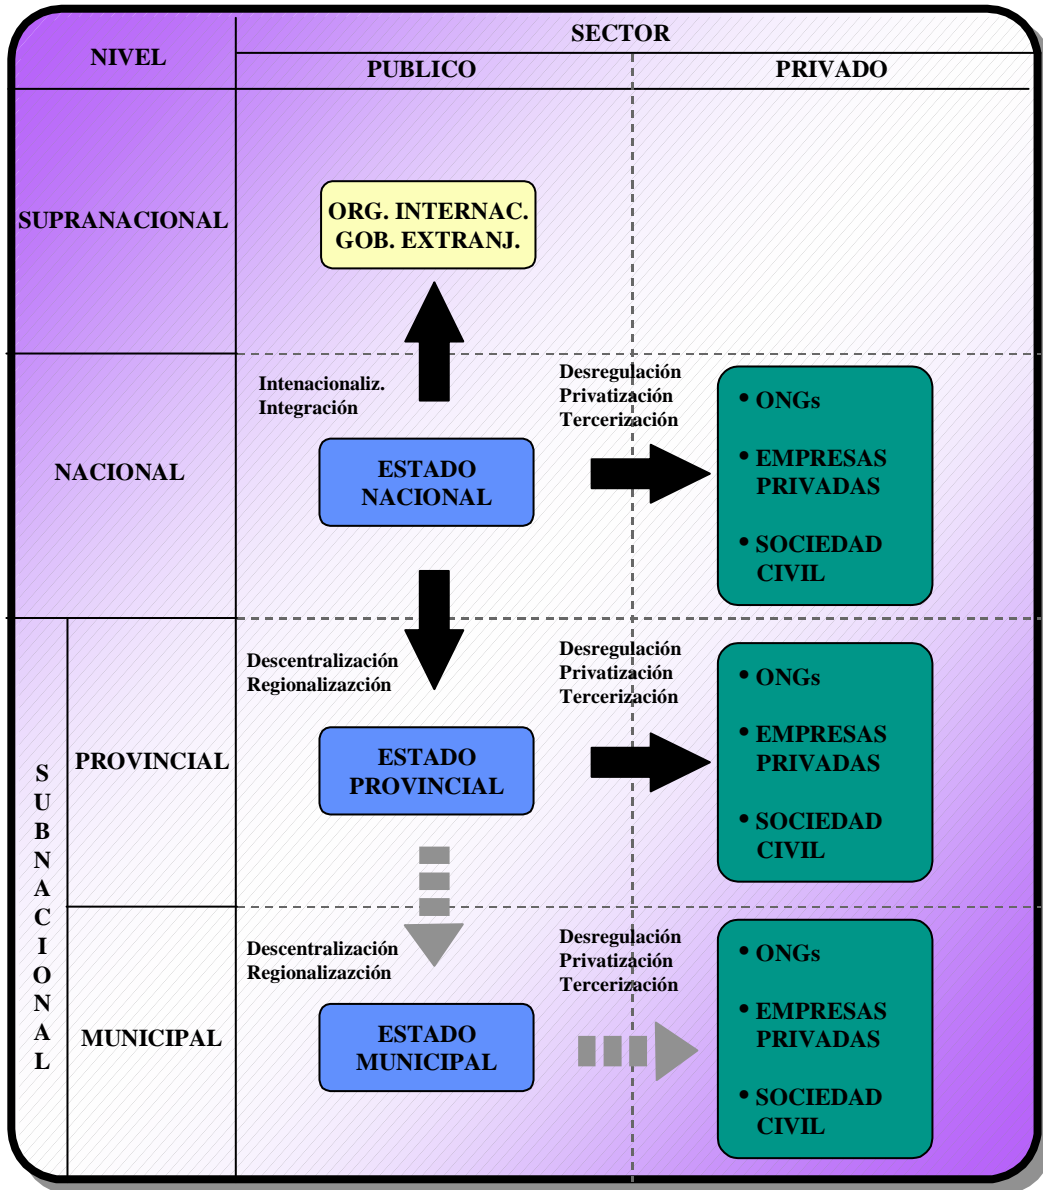 NIVEL
SECTOR
PUBLICO
PRIVADO
SUPRANACIONAL
ORG. INTERNAC.
GOB. EXTRANJ.
NACIONAL
Intenacionaliz.
Integración
ESTADO
NACIONAL
Desregulación
Privatización
Tercerización
• ONGs
• EMPRESAS
PRIVADAS
• SOCIEDAD
CIVIL
SUBNACIONAL
PROVINCIAL
Descentralización
Regionalizazción
ESTADO
PROVINCIAL
Desregulación
Privatización
Tercerización
• ONGs
• EMPRESAS
PRIVADAS
• SOCIEDAD
CIVIL
MUNICIPAL
Descentralización
Regionalizazción
ESTADO
MUNICIPAL
Desregulación
Privatización
Tercerización
• ONGs
• EMPRESAS
PRIVADAS
• SOCIEDAD
CIVIL